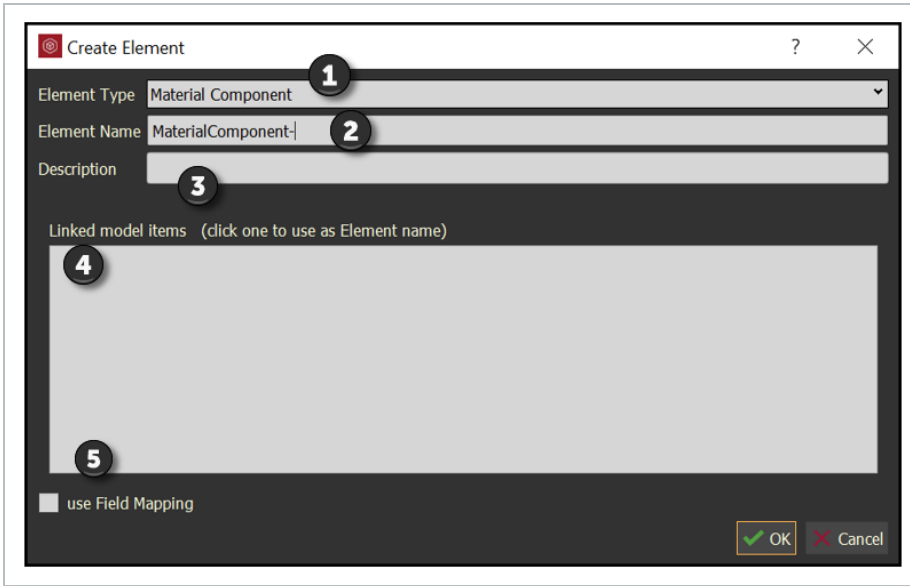 Create Element ?
1
Element Type Material Component
Element Name MaterialComponent- 2
Description
3
Linked model items (click one to use as Element name)
4
5
use Field Mapping
OK Cancel